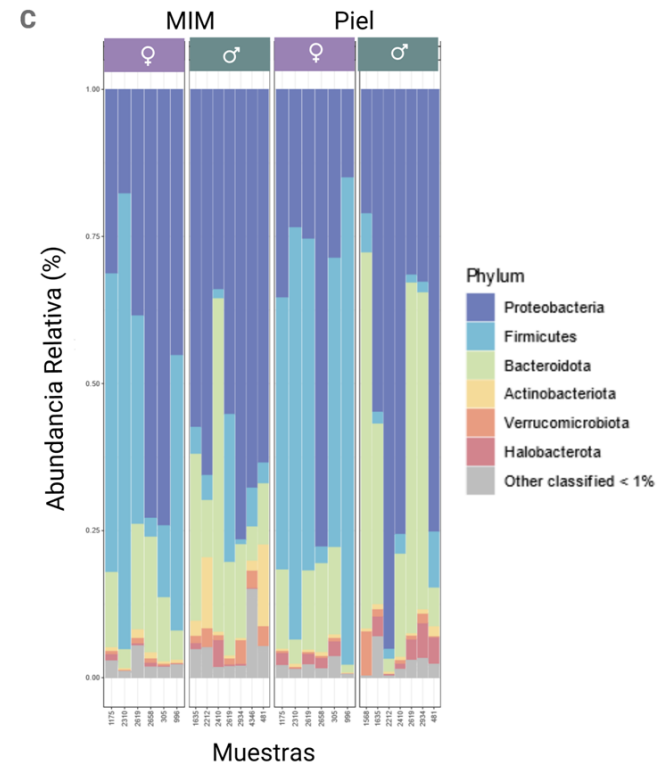 C
MIM
Piel
♀
♂
♀
♂
Abundancia Relativa (%)
1.00
0.75
0.50
0.25
0.00
1175 2310 2619 2658 305 996
1635 2212 2410 2619 2934 4346 481
1175 2310 2619 2658 305 996
1568 1635 2212 2410 2619 2934 481
Muestras
Phylum
Proteobacteria
Firmicutes
Bacteroidota
Actinobacteriota
Verrucomicrobiota
Halobacterota
Other classified < 1%